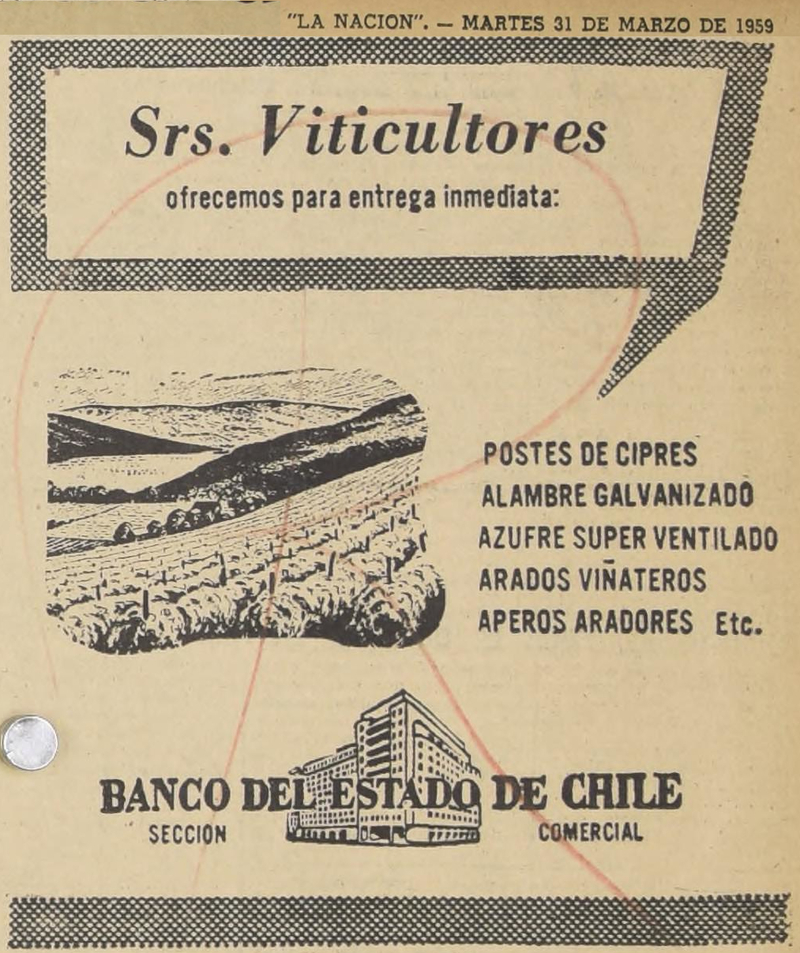 "LA NACION". — MARTES 31 DE MARZO DE 1959
Srs. Viticultores
ofrecemos para entrega inmediata:
POSTES DE CIPRES
ALAMBRE GALVANIZADO
AZUFRE SUPER VENTILADO
ARADOS VIÑATEROS
APEROS ARADORES Etc.
BANCO DEL ESTADO DE CHILE
SECCION COMERCIAL